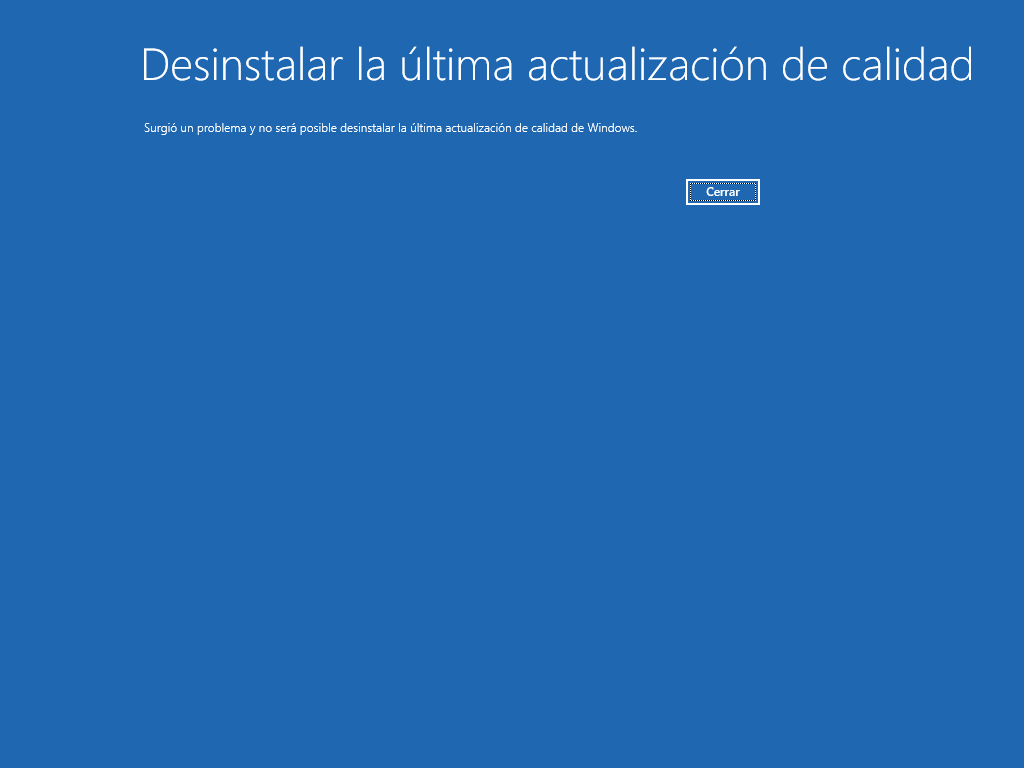 Desinstalar la última actualización de calidad
Surgió un problema y no será posible desinstalar la última actualización de calidad de Windows.
Cerrar